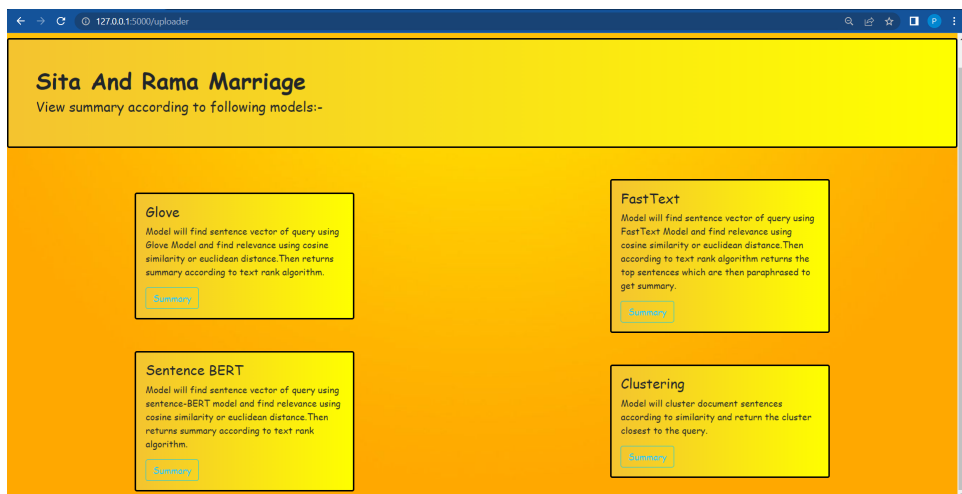 127.0.0.1:5000/uploader
P
Sita And Rama Marriage
View summary according to following models:-
Glove
Model will find sentence vector of query using
Glove Model and find relevance using cosine
similarity or euclidean distance.Then returns
summary according to text rank algorithm.
Summary
FastText
Model will find sentence vector of query using
FastText Model and find relevance using
cosine similarity or euclidean distance.Then
according to text rank algorithm returns the
top sentences which are then paraphrased to
get summary.
Summary
Sentence BERT
Model will find sentence vector of query using
sentence-BERT model and find relevance using
cosine similarity or euclidean distance.Then
returns summary according to text rank
algorithm.
Summary
Clustering
Model will cluster document sentences
according to similarity and return the cluster
closest to the query.
Summary